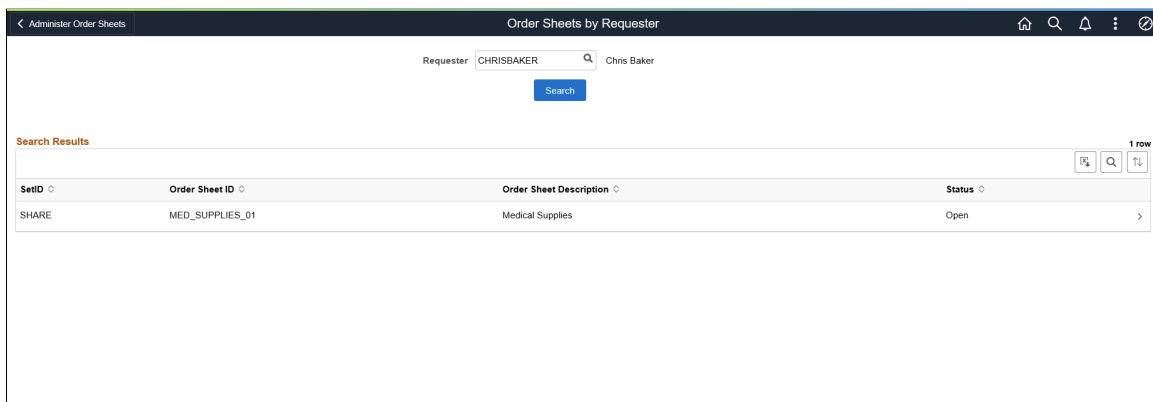 Administer Order Sheets
Order Sheets by Requester
Requester CHRISBAKER Chris Baker
Search
Search Results
1 row
SetID Order Sheet ID Order Sheet Description Status
SHARE MED_SUPPLIES_01 Medical Supplies Open